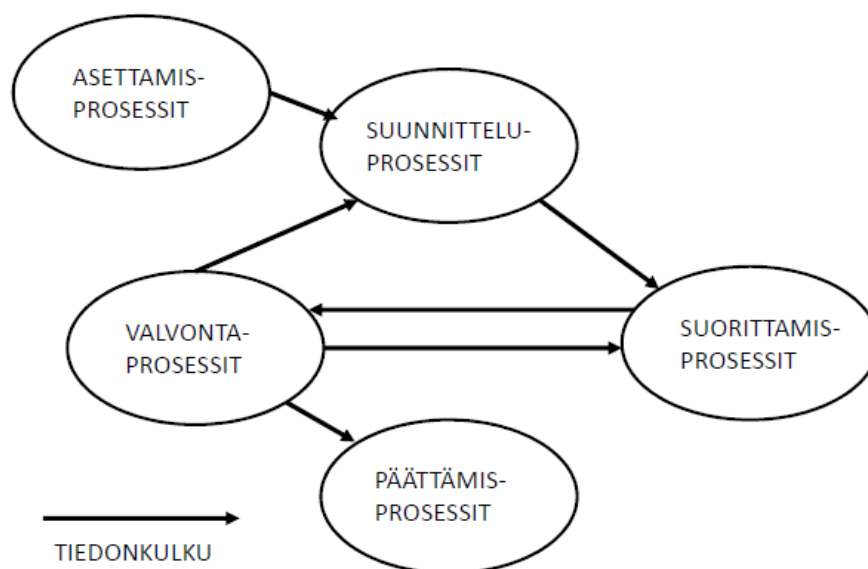 ASETTAMIS-
PROSESSIT
SUUNNITTELU-
PROSESSIT
VALVONTA-
PROSESSIT
SUORITTAMIS-
PROSESSIT
PÄÄTTÄMIS-
PROSESSIT
TIEDONKULKU